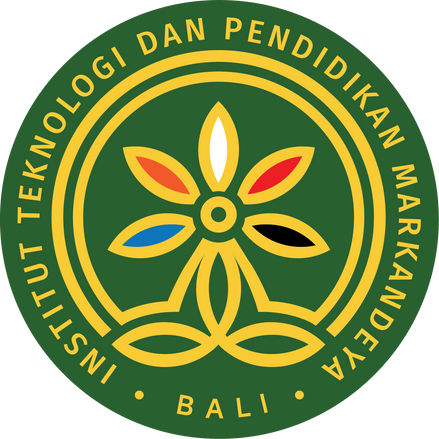 INSTITUT TEKNOLOGI DAN PENDIDIKAN MARKANDEYA
• BALI •